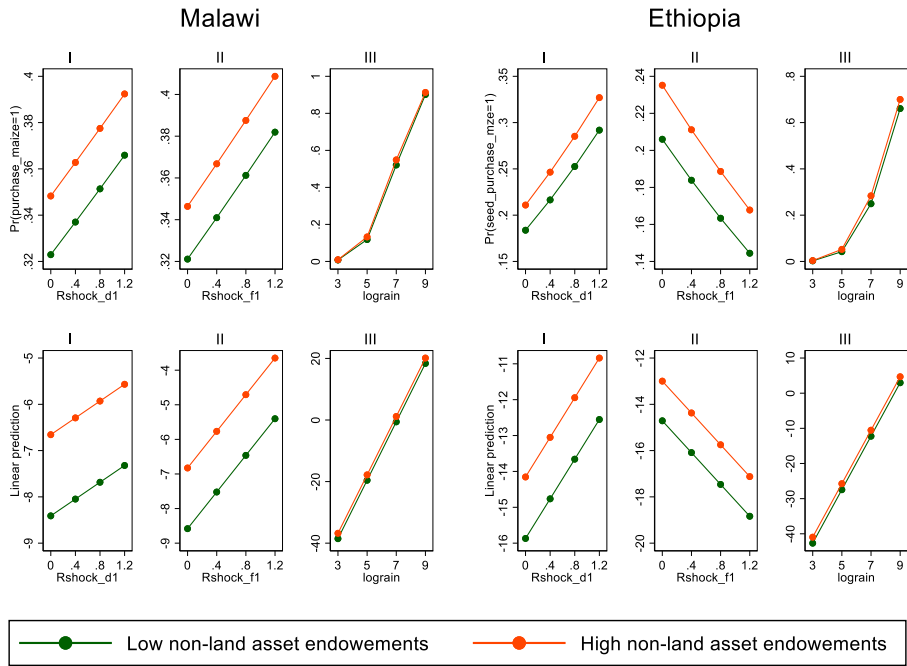 Malawi
Ethiopia
I
II
III
I
II
III
Pr(purchase_maize=1)
.4
.38
.36
.34
.32
0 .4 .8 1.2
Rshock_d1
.4
.38
.36
.34
.32
0 .4 .8 1.2
Rshock_f1
1
.8
.6
.4
.2
0
3 5 7 9
lograin
Pr(seed_purchase_mze=1)
.35
.3
.25
.2
.15
0 .4 .8 1.2
Rshock_d1
.24
.22
.2
.18
.16
.14
0 .4 .8 1.2
Rshock_f1
.8
.6
.4
.2
0
3 5 7 9
lograin
I
II
III
I
II
III
Linear prediction
-5
-6
-7
-8
-9
0 .4 .8 1.2
Rshock_d1
-4
-5
-6
-7
-8
-9
0 .4 .8 1.2
Rshock_f1
20
0
-20
-40
3 5 7 9
lograin
Linear prediction
-11
-12
-13
-14
-15
-16
0 .4 .8 1.2
Rshock_d1
-12
-14
-16
-18
-20
0 .4 .8 1.2
Rshock_f1
10
0
-10
-20
-30
-40
3 5 7 9
lograin
Low non-land asset endowements
High non-land asset endowements